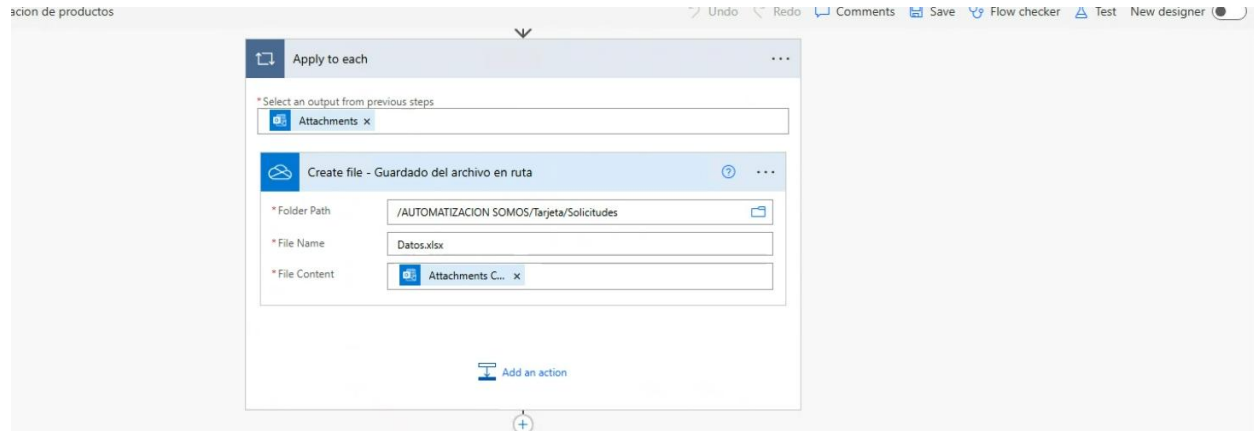 acion de productos Undo Redo Comments Save Flow checker Test New designer
Apply to each ...
*Select an output from previous steps
Attachments x
Create file - Guardado del archivo en ruta ? ...
*Folder Path /AUTOMATIZACION SOMOS/Tarjeta/Solicitudes
*File Name Datos.xlsx
*File Content Attachments C... x
Add an action